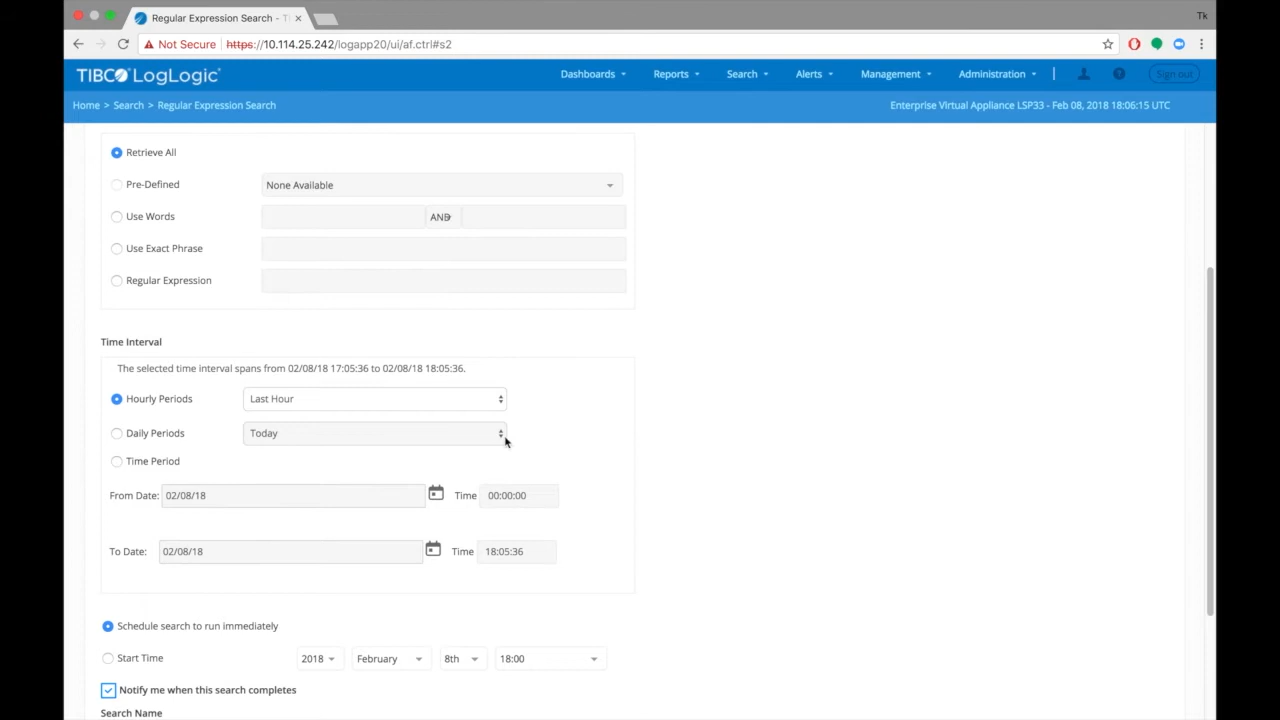 Regular Expression Search - TI
Tk
Not Secure https://10.114.25.242/logapp20/ui/af.ctrl#s2
TIBCO LogLogic® Dashboards Reports Search Alerts Management Administration Sign out
Home > Search > Regular Expression Search Enterprise Virtual Appliance LSP33 - Feb 08, 2018 18:06:15 UTC
Retrieve All
Pre-Defined None Available
Use Words AND
Use Exact Phrase
Regular Expression
Time Interval
The selected time interval spans from 02/08/18 17:05:36 to 02/08/18 18:05:36.
Hourly Periods Last Hour
Daily Periods Today
Time Period
From Date: 02/08/18 Time 00:00:00
To Date: 02/08/18 Time 18:05:36
Schedule search to run immediately
Start Time 2018 February 8th 18:00
Notify me when this search completes
Search Name